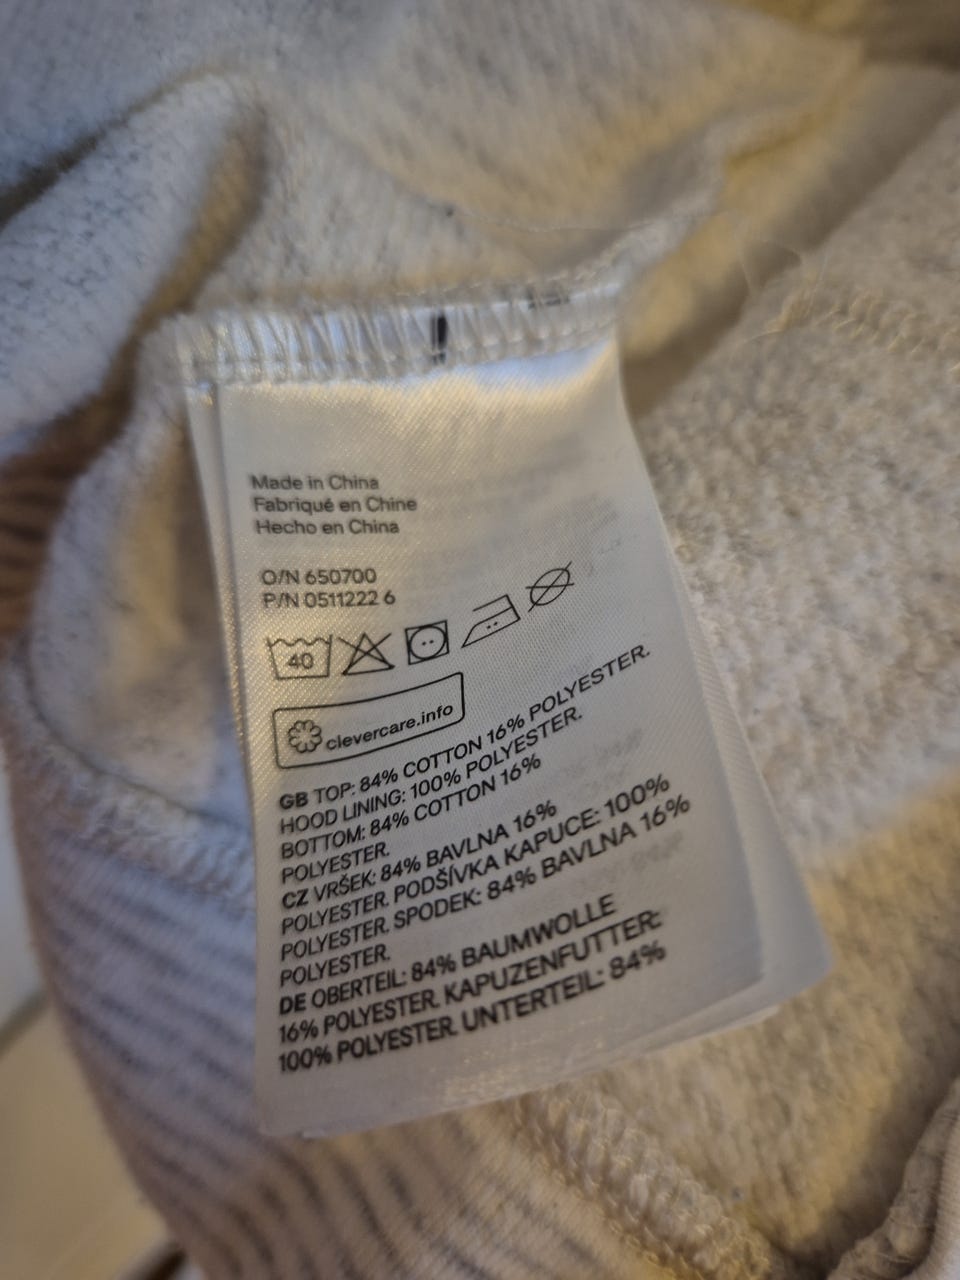 Made in China
Fabriqué en Chine
Hecho en China
O/N 650700
P/N 0511222 6
40
clevercare.info
GB TOP: 84% COTTON 16% POLYESTER.
HOOD LINING: 100% POLYESTER.
BOTTOM: 84% COTTON 16%
POLYESTER.
CZ VRŠEK: 84% BAVLNA 16%
POLYESTER. PODŠÍVKA KAPUCE: 100%
POLYESTER. SPODEK: 84% BAVLNA 16%
POLYESTER.
DE OBERTEIL: 84% BAUMWOLLE
16% POLYESTER. KAPUZENFUTTER:
100% POLYESTER. UNTERTEIL: 84%